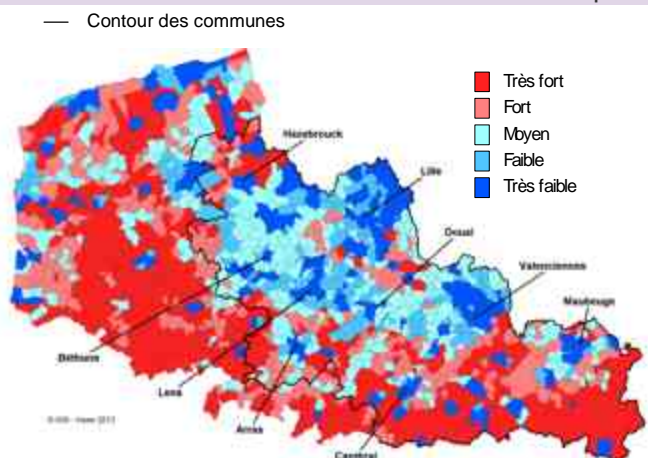 Contour des communes
Très fort
Fort
Moyen
Faible
Très faible
Hazebrouck
Lille
Douai
Valenciennes
Maubeuge
Béthune
Lens
Arras
Cambrai